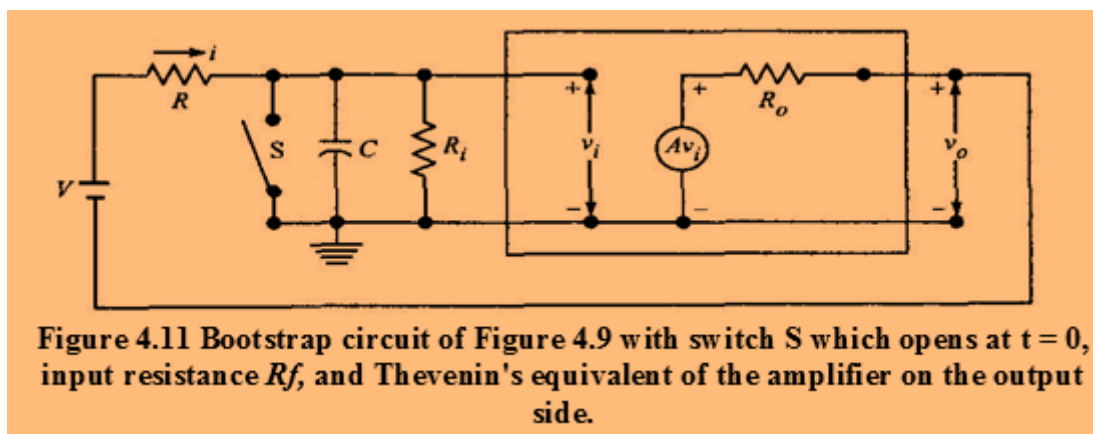 i
R
S
C
R_i
V
+
v_i
−
+
Av_i
−
R_o
+
v_o
−
Figure 4.11 Bootstrap circuit of Figure 4.9 with switch S which opens at t = 0,
input resistance Rf, and Thevenin's equivalent of the amplifier on the output
side.